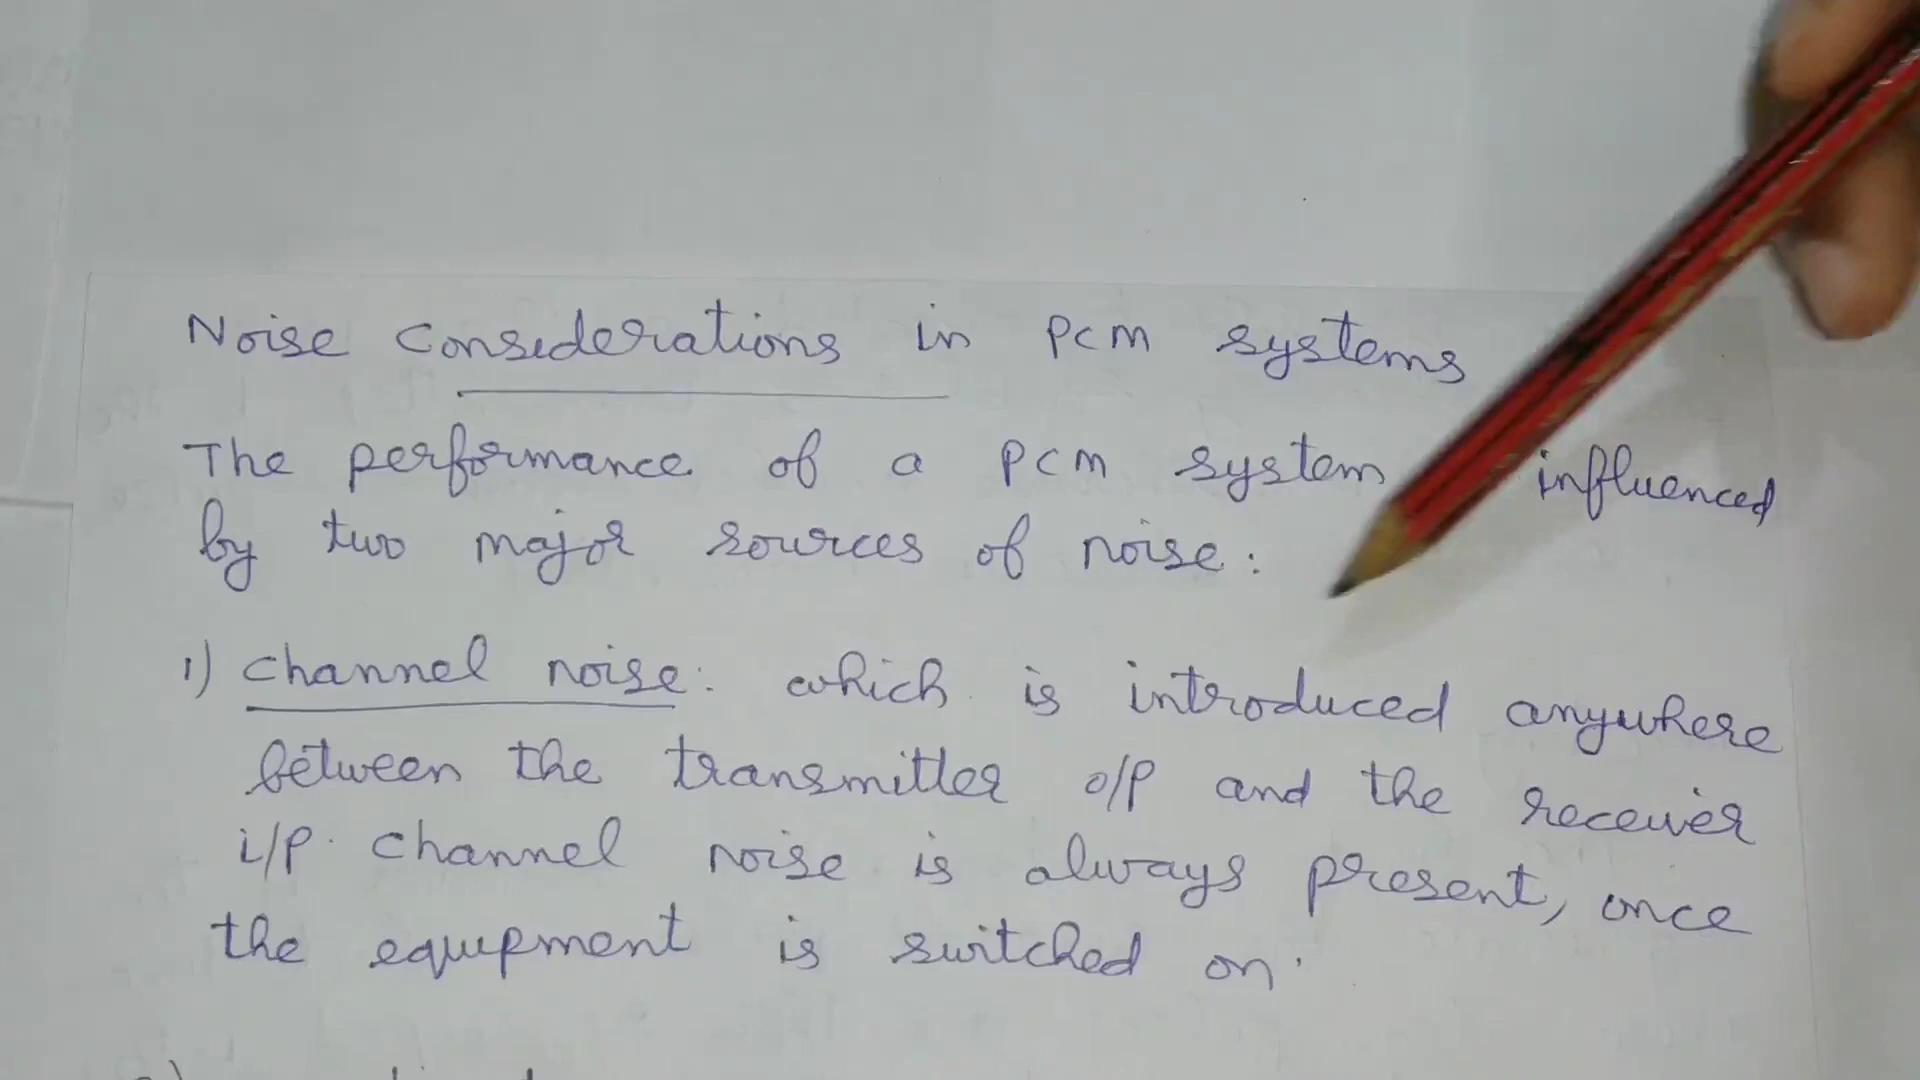 Noise Considerations in PCM systems
The performance of a PCM system influenced
by two major sources of noise:
1) Channel noise: which is introduced anywhere
between the transmitter o/p and the receiver
i/p. Channel noise is always present, once
the equipment is switched on.